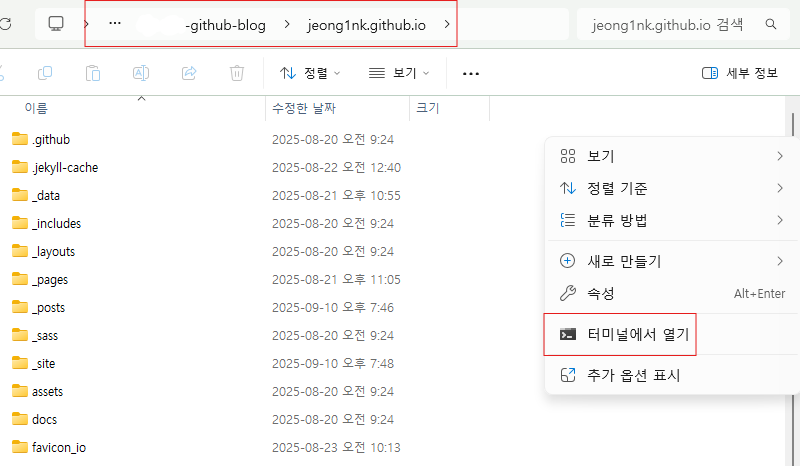 ··· -github-blog > jeong1nk.github.io >
jeong1nk.github.io 검색
정렬 보기 ··· 세부 정보
이름 수정한 날짜 크기
.github 2025-08-20 오전 9:24
.jekyll-cache 2025-08-22 오전 12:40
_data 2025-08-21 오후 10:55
_includes 2025-08-20 오전 9:24
_layouts 2025-08-20 오전 9:24
_pages 2025-08-21 오후 11:05
_posts 2025-09-10 오후 7:46
_sass 2025-08-20 오전 9:24
_site 2025-09-10 오후 7:48
assets 2025-08-20 오전 9:24
docs 2025-08-20 오전 9:24
favicon_io 2025-08-23 오전 10:13
보기
정렬 기준
분류 방법
새로 만들기
속성 Alt+Enter
터미널에서 열기
추가 옵션 표시